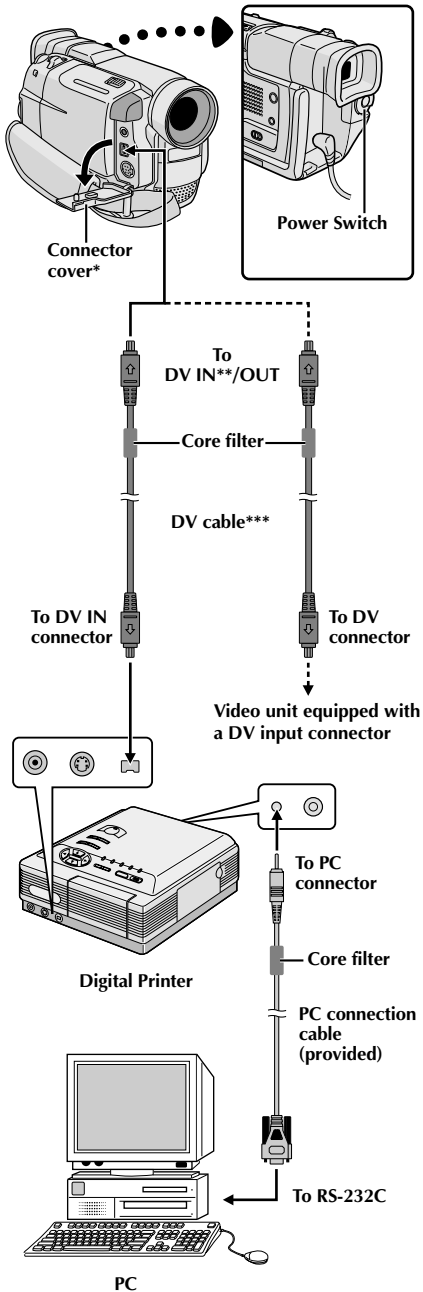 Power Switch
Connector
cover*
To
DV IN**/OUT
Core filter
DV cable***
To DV IN
connector
To DV
connector
Video unit equipped with
a DV input connector
To PC
connector
Core filter
Digital Printer
PC connection
cable
(provided)
To RS-232C
PC